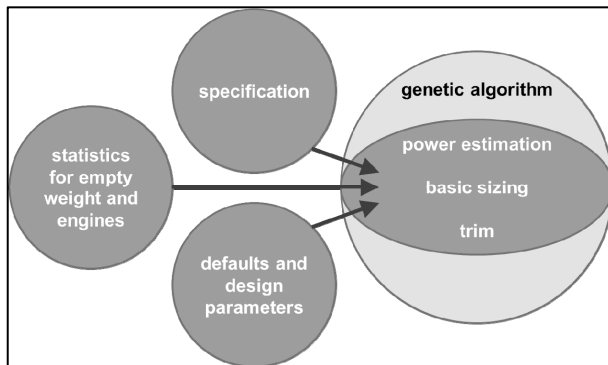 specification
statistics
for empty
weight and
engines
defaults and
design
parameters
genetic algorithm
power estimation
basic sizing
trim